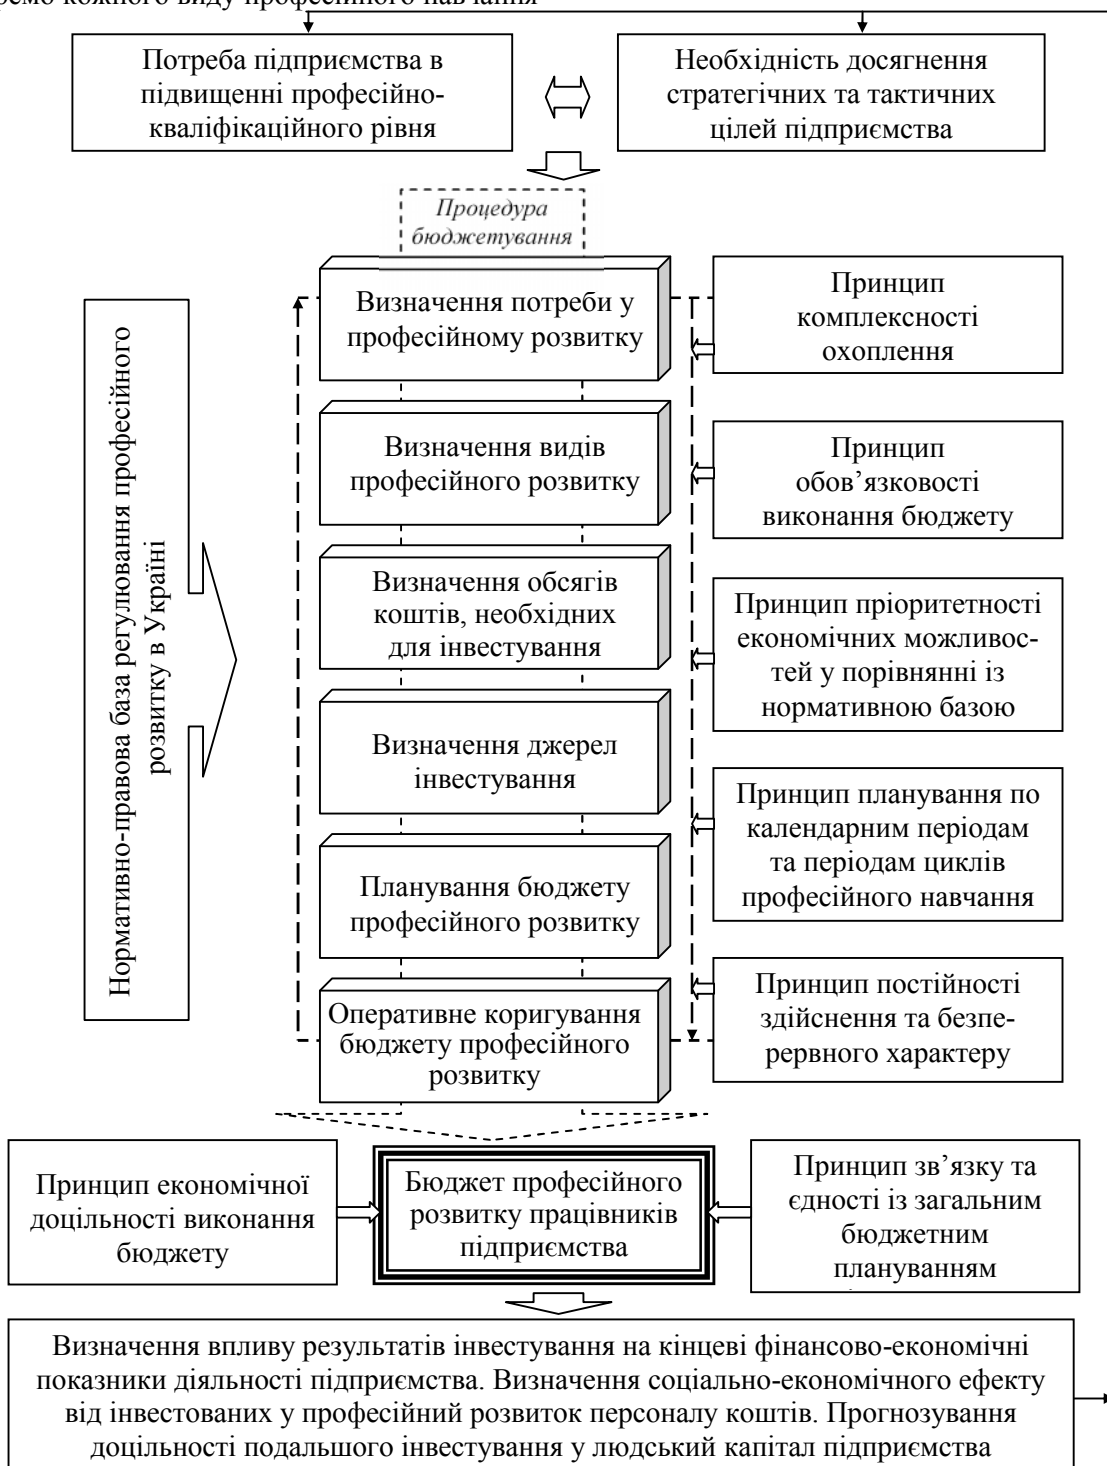 кожного виду професійного навчання
Потреба підприємства в
підвищенні професійно-
кваліфікаційного рівня
Необхідність досягнення
стратегічних та тактичних
цілей підприємства
Процедура
бюджетування
Визначення потреби у
професійному розвитку
Визначення видів
професійного розвитку
Визначення обсягів
коштів, необхідних
для інвестування
Визначення джерел
інвестування
Планування бюджету
професійного розвитку
Оперативне коригування
бюджету професійного
розвитку
Нормативно-правова база регулювання професійного
розвитку в Україні
Принцип
комплексності
охоплення
Принцип
обов’язковості
виконання бюджету
Принцип пріоритетності
економічних можливос-
тей у порівнянні із
нормативною базою
Принцип планування по
календарним періодам
та періодам циклів
професійного навчання
Принцип постійності
здійснення та безпе-
рервного характеру
Принцип економічної
доцільності виконання
бюджету
Бюджет професійного
розвитку працівників
підприємства
Принцип зв’язку та
єдності із загальним
бюджетним
плануванням
Визначення впливу результатів інвестування на кінцеві фінансово-економічні
показники діяльності підприємства. Визначення соціально-економічного ефекту
від інвестованих у професійний розвиток персоналу коштів. Прогнозування
доцільності подальшого інвестування у людський капітал підприємства